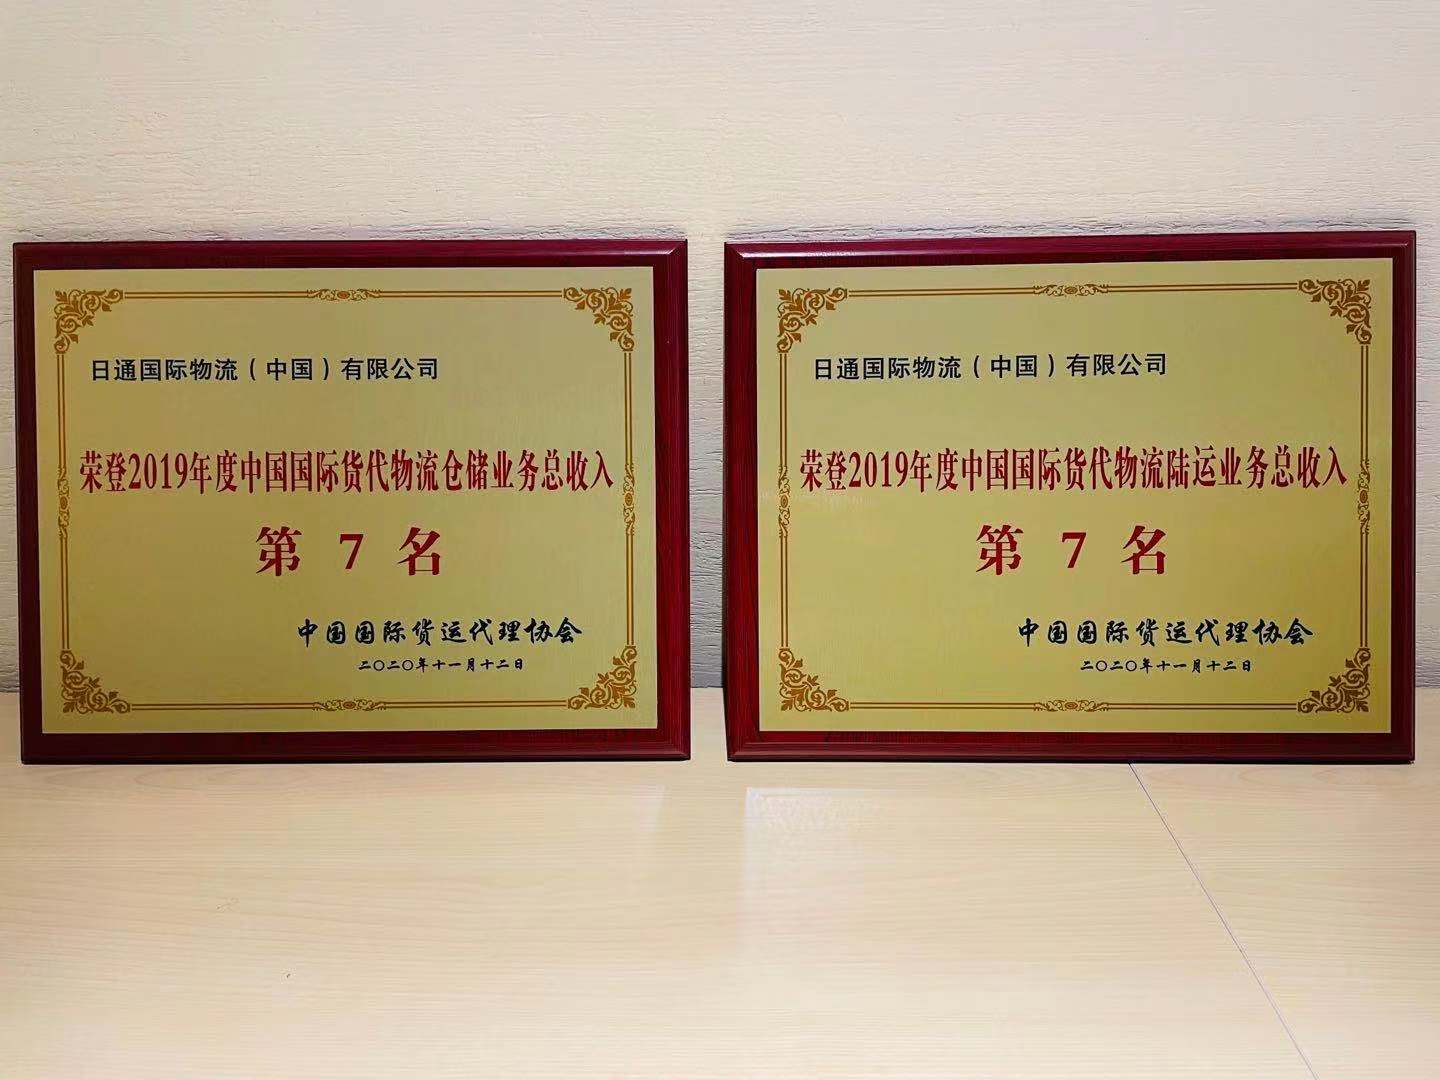 日通国际物流（中国）有限公司
荣登2019年度中国国际货代物流仓储业务总收入
第 7 名
中国国际货运代理协会
二〇二〇年十一月十二日
日通国际物流（中国）有限公司
荣登2019年度中国国际货代物流陆运业务总收入
第 7 名
中国国际货运代理协会
二〇二〇年十一月十二日